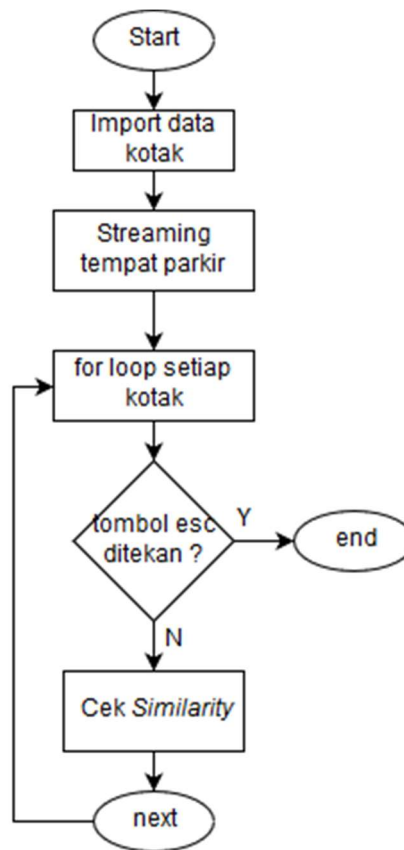 Start
Import data
kotak
Streaming
tempat parkir
for loop setiap
kotak
tombol esc
ditekan ?
Y
end
N
Cek Similarity
next